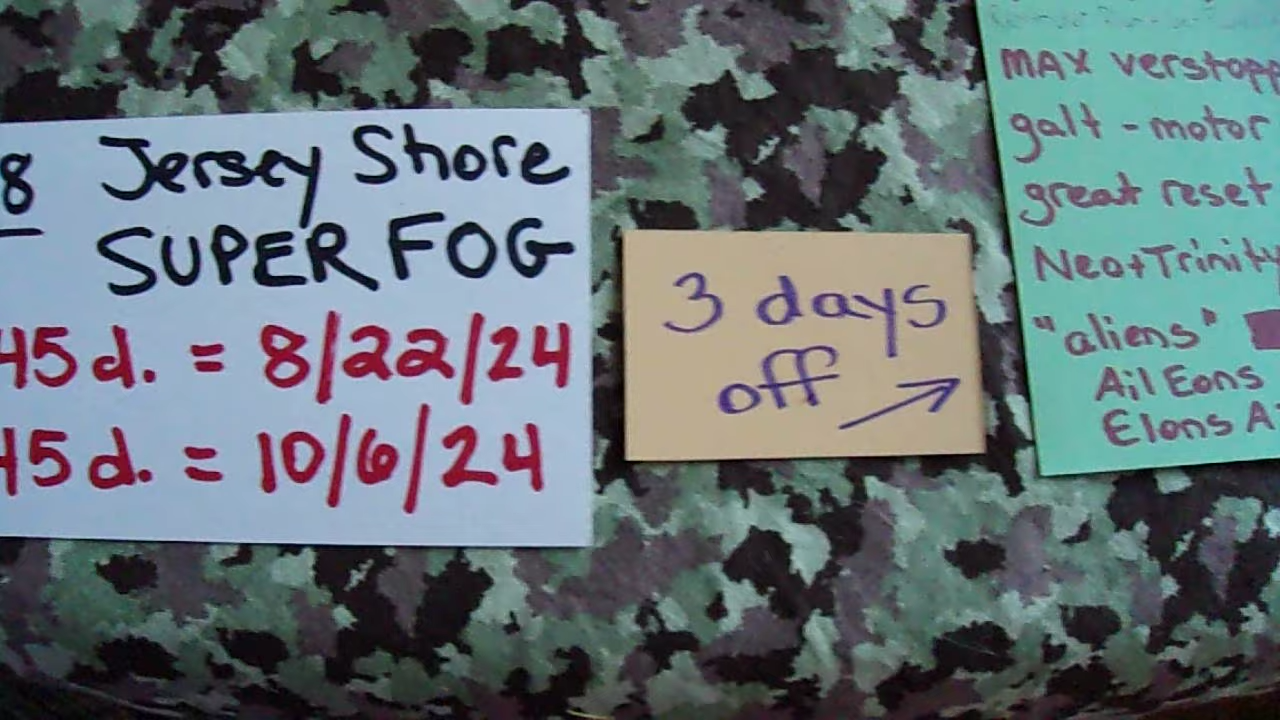 8 Jersey Shore
SUPER FOG
45 d. = 8/22/24
45 d. = 10/6/24
3 days
off
MAX verstapp
galt - motor
great reset
Neo+Trinity
"aliens"
Ail Eons
Elons A